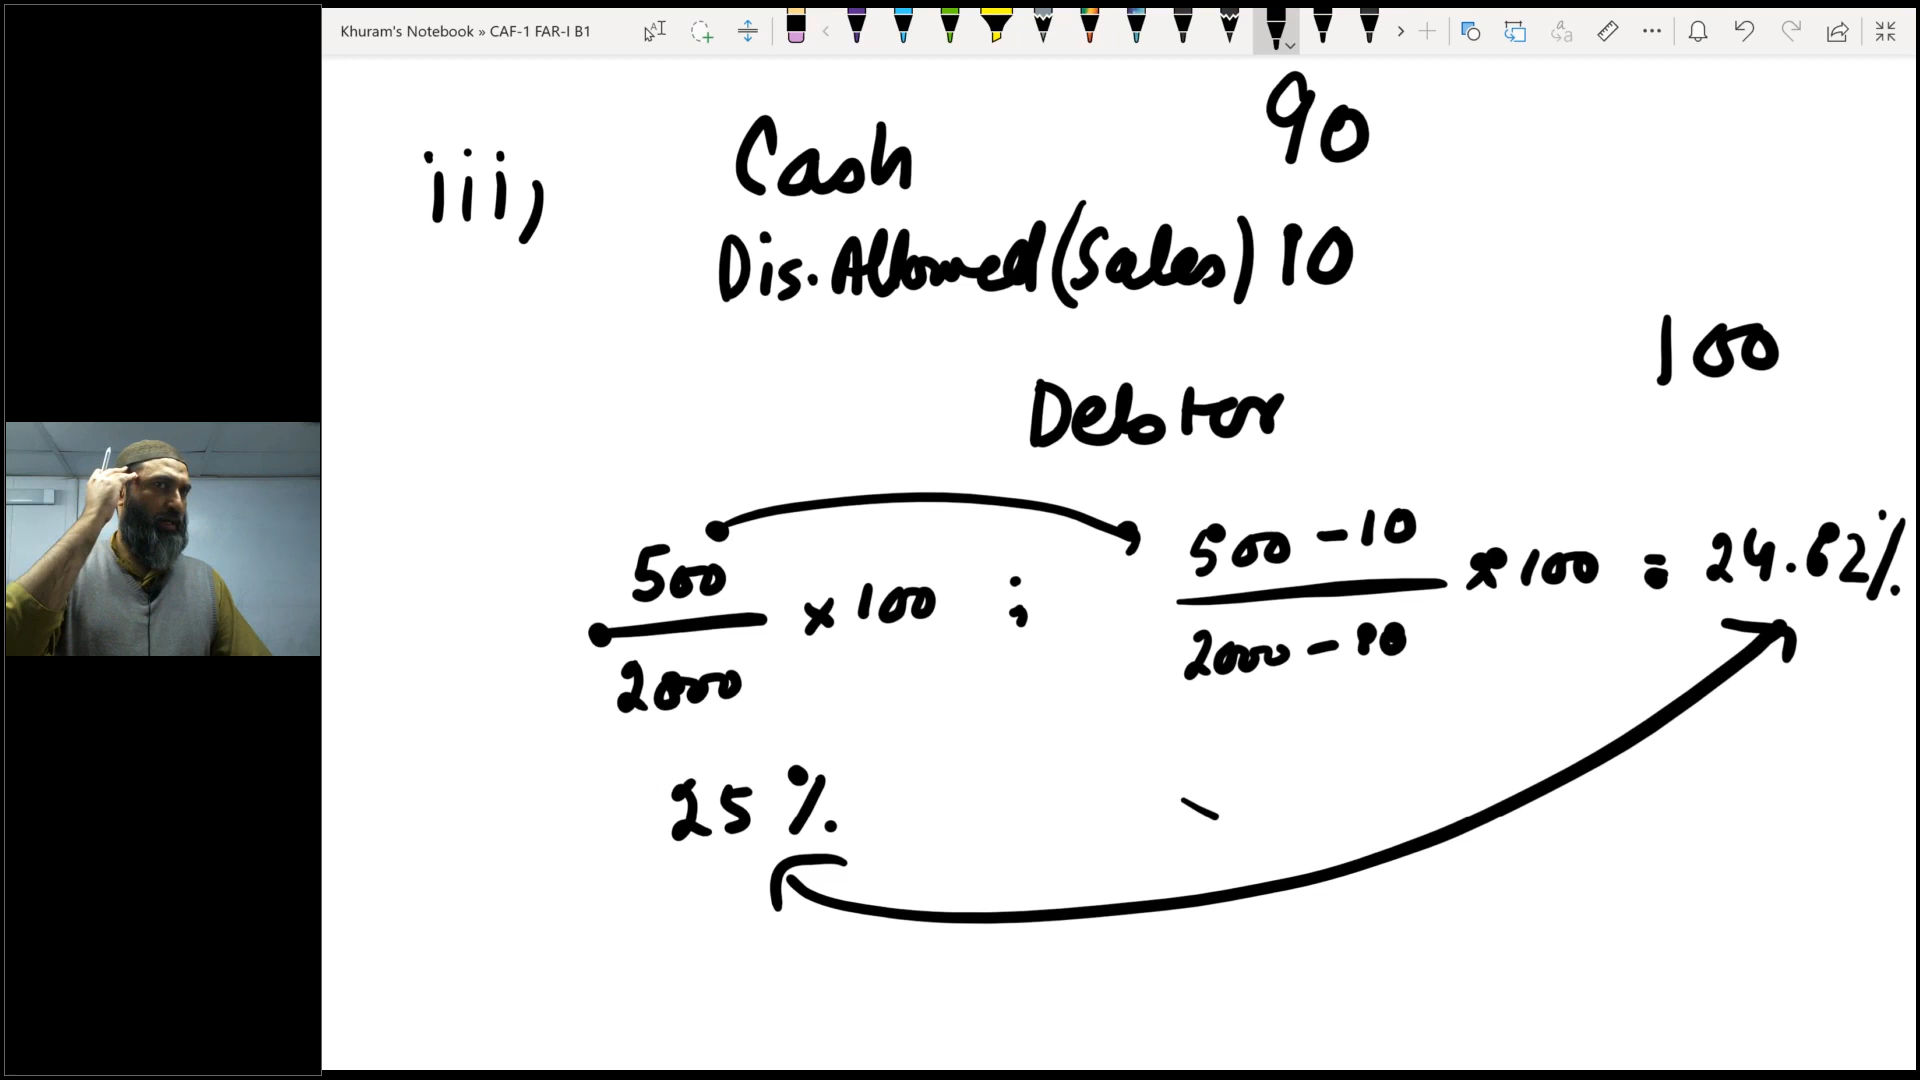 Khuram's Notebook » CAF-1 FAR-I B1
iii,
Cash 90
Dis.Allowed (Sales) 10
Debtor 100
500/2000 × 100 ; (500 - 10)/(2000 - 10) × 100 = 24.62%
25%